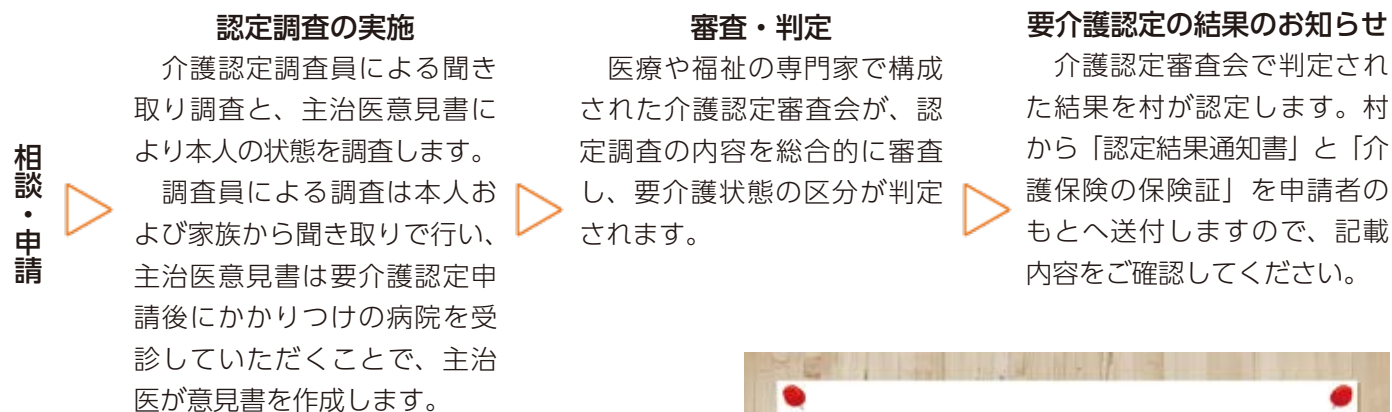 相談・申請
認定調査の実施
介護認定調査員による聞き
取り調査と、主治医意見書に
より本人の状態を調査します。
調査員による調査は本人お
よび家族から聞き取りで行い、
主治医意見書は要介護認定申
請後にかかりつけの病院を受
診していただくことで、主治
医が意見書を作成します。
審査・判定
医療や福祉の専門家で構成
された介護認定審査会が、認
定調査の内容を総合的に審査
し、要介護状態の区分が判定
されます。
要介護認定の結果のお知らせ
介護認定審査会で判定され
た結果を村が認定します。村
から「認定結果通知書」と「介
護保険の保険証」を申請者の
もとへ送付しますので、記載
内容をご確認してください。